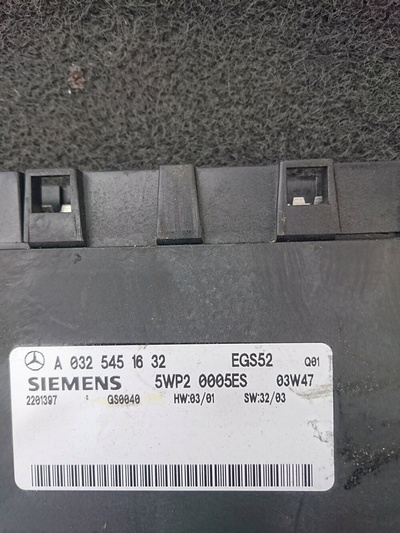 A 032 545 16 32 EGS52 Q01
SIEMENS 5WP2 0005ES 03W47
2201397 GS0040 HW:03/01 SW:32/03